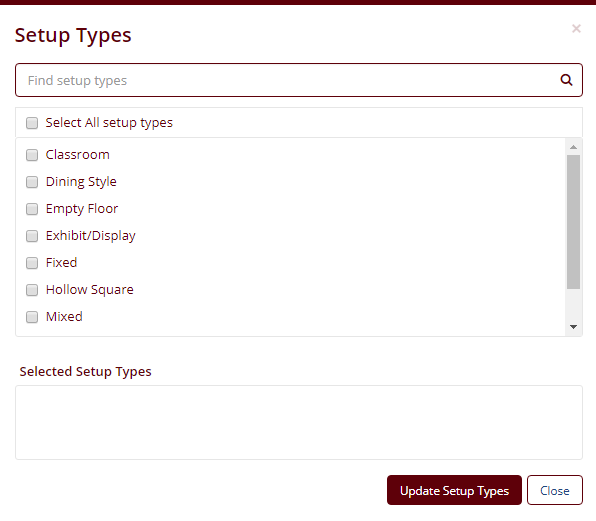 Setup Types
×
Find setup types
Select All setup types
Classroom
Dining Style
Empty Floor
Exhibit/Display
Fixed
Hollow Square
Mixed
Selected Setup Types
Update Setup Types
Close